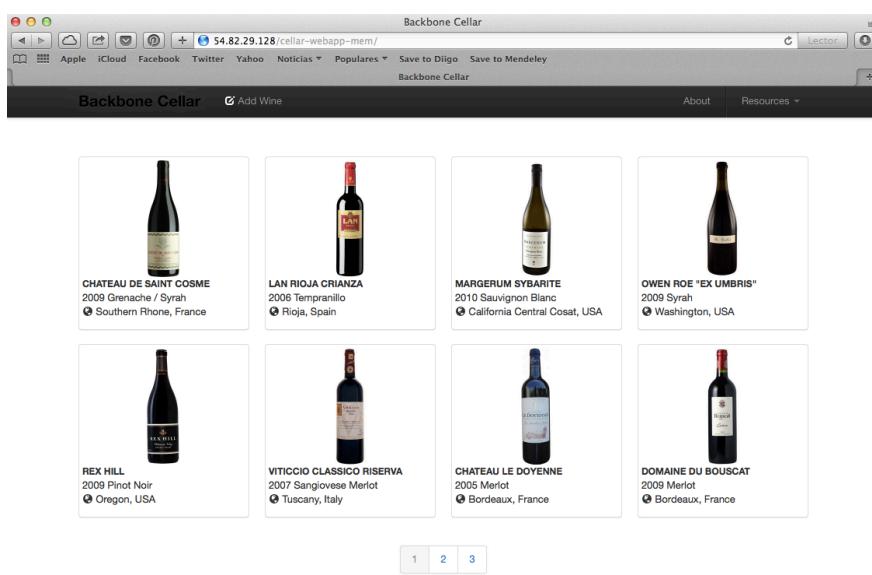 Backbone Cellar
54.82.29.128/cellar-webapp-mem/
Lector
Apple iCloud Facebook Twitter Yahoo Noticias Populares Save to Diigo Save to Mendeley
Backbone Cellar
Backbone Cellar Add Wine About Resources
LAN
REX HILL
CHATEAU DE SAINT COSME
2009 Grenache / Syrah
Southern Rhone, France
LAN RIOJA CRIANZA
2006 Tempranillo
Rioja, Spain
MARGERUM SYBARITE
2010 Sauvignon Blanc
California Central Cosat, USA
OWEN ROE "EX UMBRIS"
2009 Syrah
Washington, USA
REX HILL
2009 Pinot Noir
Oregon, USA
VITICCIO CLASSICO RISERVA
2007 Sangiovese Merlot
Tuscany, Italy
CHATEAU LE DOYENNE
2005 Merlot
Bordeaux, France
DOMAINE DU BOUSCAT
2009 Merlot
Bordeaux, France
1 2 3